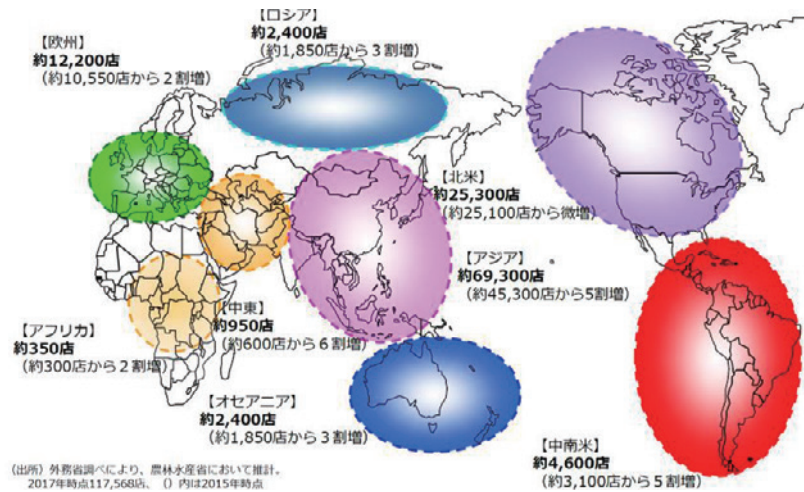 【欧州】
約12,200店
(約10,550店から2割増)
【ロシア】
約2,400店
(約1,850店から3割増)
【北米】
約25,300店
(約25,100店から微増)
【アジア】
約69,300店
(約45,300店から5割増)
【中東】
約950店
(約600店から6割増)
【アフリカ】
約350店
(約300店から2割増)
【オセアニア】
約2,400店
(約1,850店から3割増)
【中南米】
約4,600店
(約3,100店から5割増)
(出所)外務省調べにより、農林水産省において推計。
2017年時点117,568店、()内は2015年時点